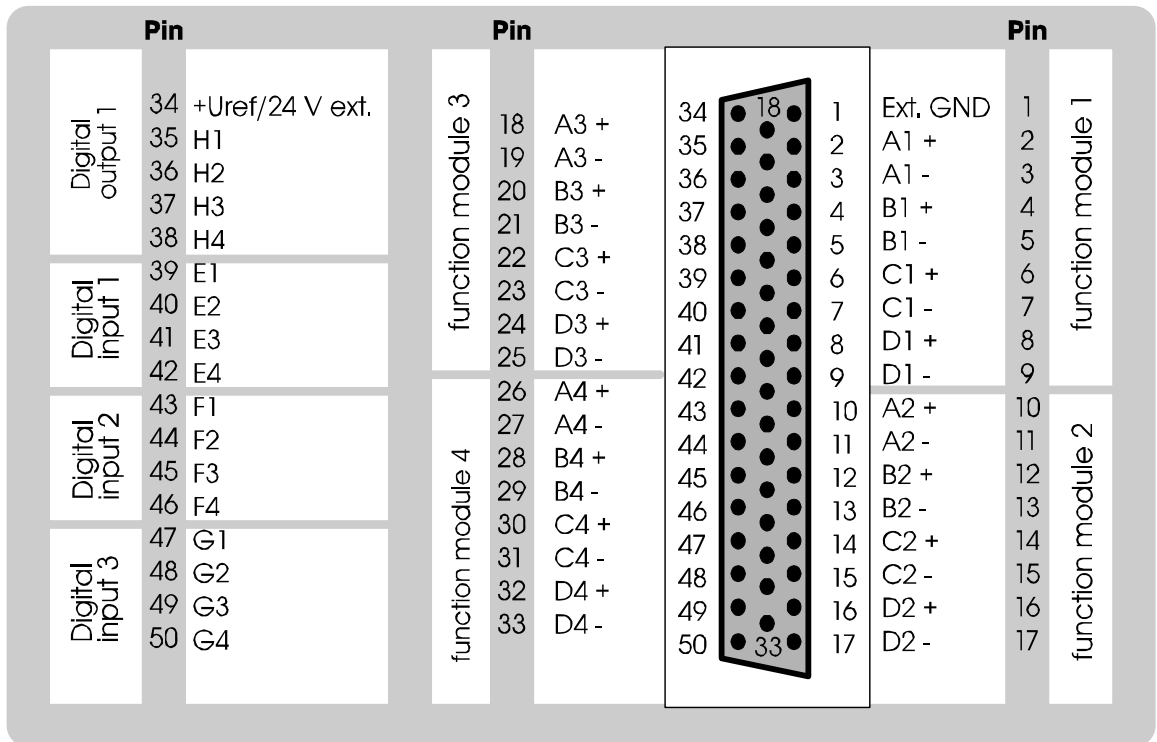 Pin
Digital
output 1
34 +Uref/24 V ext.
35 H1
36 H2
37 H3
38 H4
Digital
input 1
39 E1
40 E2
41 E3
42 E4
Digital
input 2
43 F1
44 F2
45 F3
46 F4
Digital
input 3
47 G1
48 G2
49 G3
50 G4
Pin
function module 3
18 A3 +
19 A3 -
20 B3 +
21 B3 -
22 C3 +
23 C3 -
24 D3 +
25 D3 -
function module 4
26 A4 +
27 A4 -
28 B4 +
29 B4 -
30 C4 +
31 C4 -
32 D4 +
33 D4 -
34 18 1
35 2
36 3
37 4
38 5
39 6
40 7
41 8
42 9
43 10
44 11
45 12
46 13
47 14
48 15
49 16
50 33 17
Pin
Ext. GND 1
A1 + 2
A1 - 3
B1 + 4
B1 - 5
C1 + 6
C1 - 7
D1 + 8
D1 - 9
function module 1
A2 + 10
A2 - 11
B2 + 12
B2 - 13
C2 + 14
C2 - 15
D2 + 16
D2 - 17
function module 2